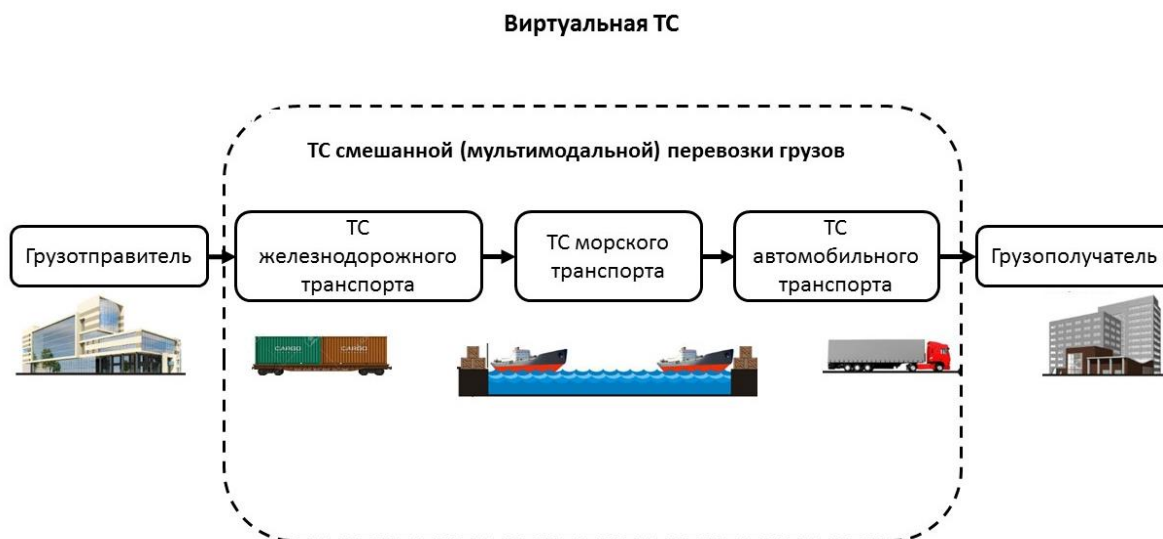 Виртуальная ТС
ТС смешанной (мультимодальной) перевозки грузов
Грузотправитель
ТС
железнодорожного
транспорта
ТС морского
транспорта
ТС
автомобильного
транспорта
Грузополучатель
CARGO
CARGO